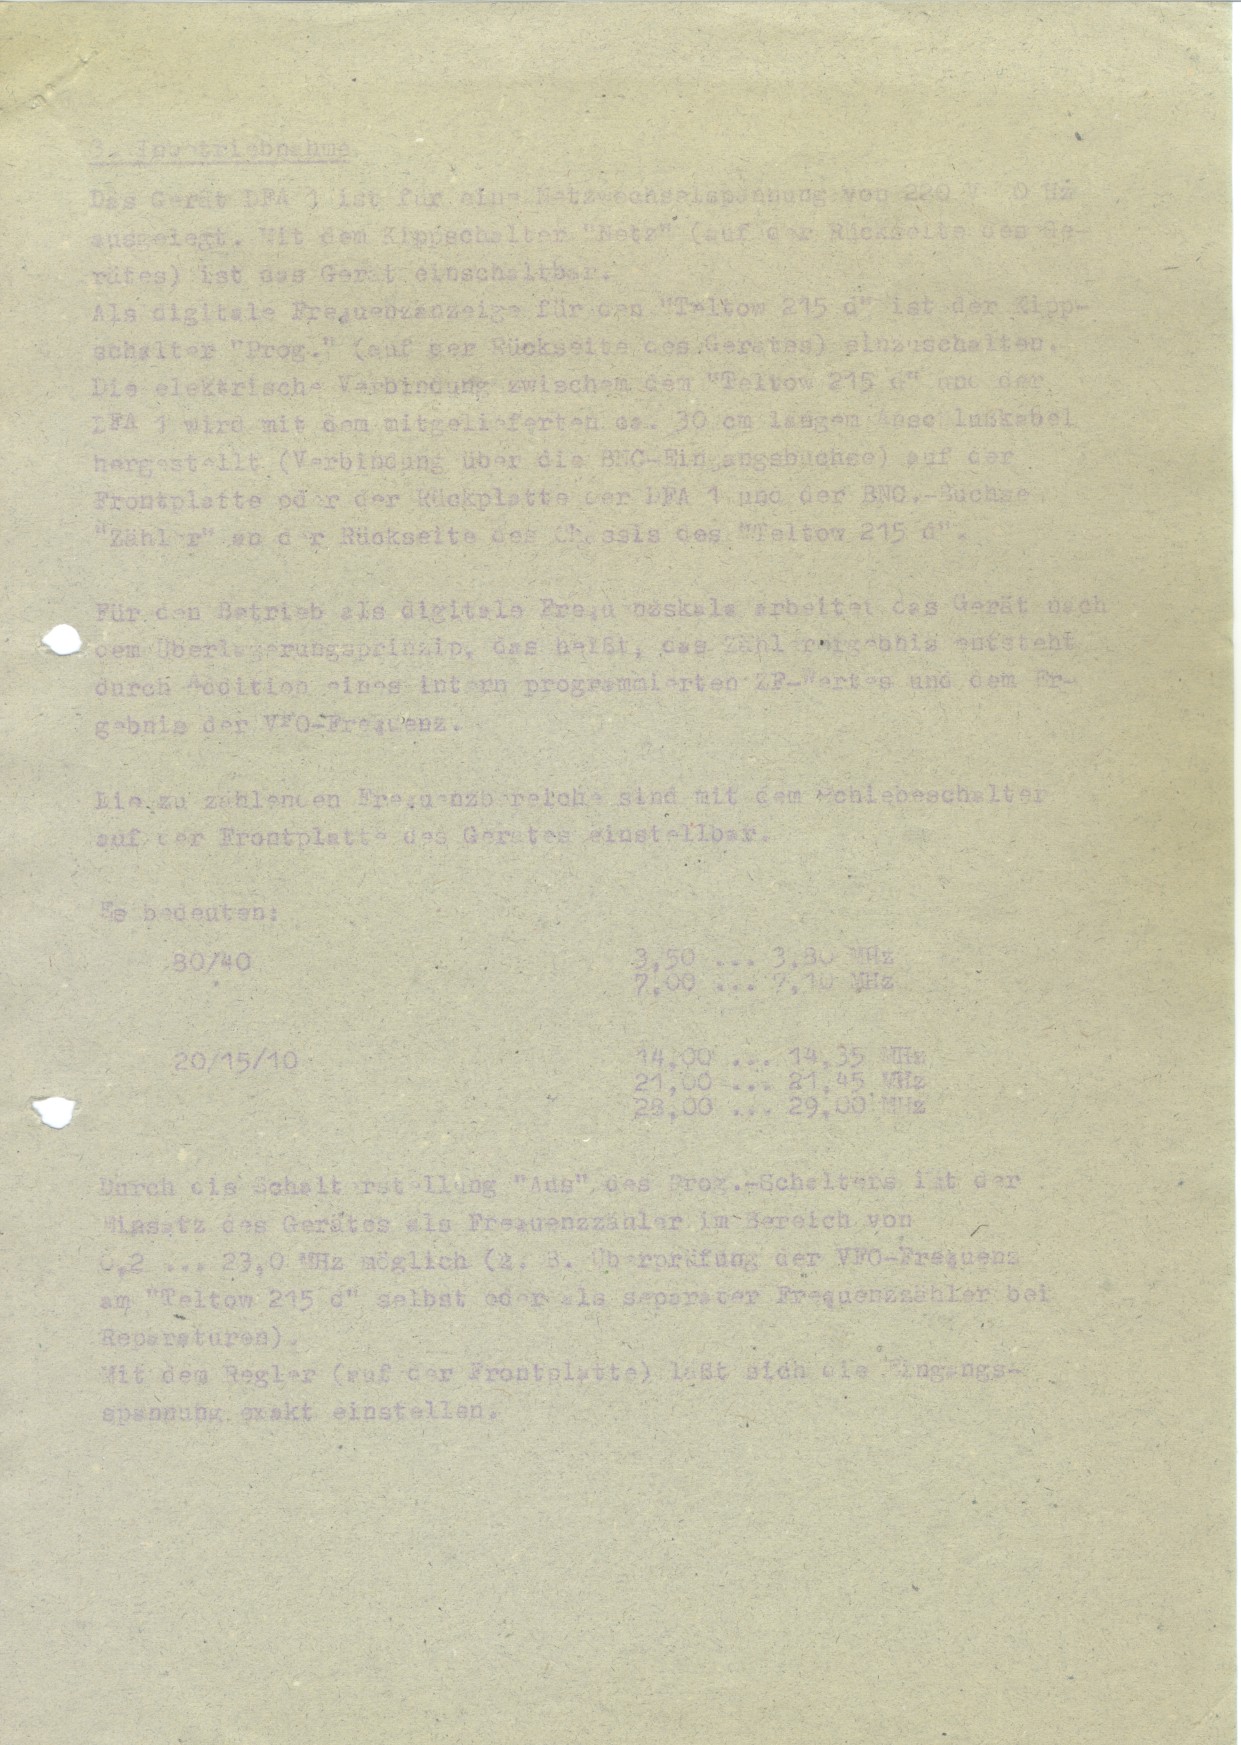 3. Inbetriebnahme
Das Gerät DFA 1 ist für eine Netzwechselspannung von 220 V 0 Hz
ausgelegt. Mit dem Kippschalter "Netz" (auf der Rückseite des Ge-
rätes) ist das Gerät einschaltbar.
Als digitale Frequenzanzeige für den "Teltow 215 d" ist der Kipp-
schalter "Prog." (auf der Rückseite des Gerätes) einzuschalten.
Die elektrische Verbindung zwischem dem "Teltow 215 d" und der
DFA 1 wird mit dem mitgelieferten ca. 30 cm langem Anschlußkabel
hergestellt (Verbindung über die BNC-Eingangsbuchse) auf der
Frontplatte oder der Rückplatte der DFA 1 und der BNC.-Buchse
"Zähler" an der Rückseite des Chassis des "Teltow 215 d".
Für den Betrieb als digitale Frequenzskala arbeitet das Gerät nach
dem Überlagerungsprinzip, das heißt, das Zählerergebnis entsteht
durch Addition eines intern programmierten ZF-Wertes und dem Er-
gebnis der VFO-Frequenz.
Die zu zählenden Frequenzbereiche sind mit dem Schiebeschalter
auf der Frontplatte des Gerätes einstellbar.
Es bedeuten:
80/40 3,50 ... 3,80 MHz
7,00 ... 7,10 MHz
20/15/10 14,00 ... 14,35 MHz
21,00 ... 21,45 MHz
28,00 ... 29,00 MHz
Durch die Schalterstellung "Aus" des Prog.-Schalters ist der
Einsatz des Gerätes als Frequenzzähler im Bereich von
0,2 ... 29,0 MHz möglich (z. B. Überprüfung der VFO-Frequenz
am "Teltow 215 d" selbst oder als separater Frequenzzähler bei
Reparaturen).
Mit dem Regler (auf der Frontplatte) läßt sich die Eingangs-
spannung exakt einstellen.